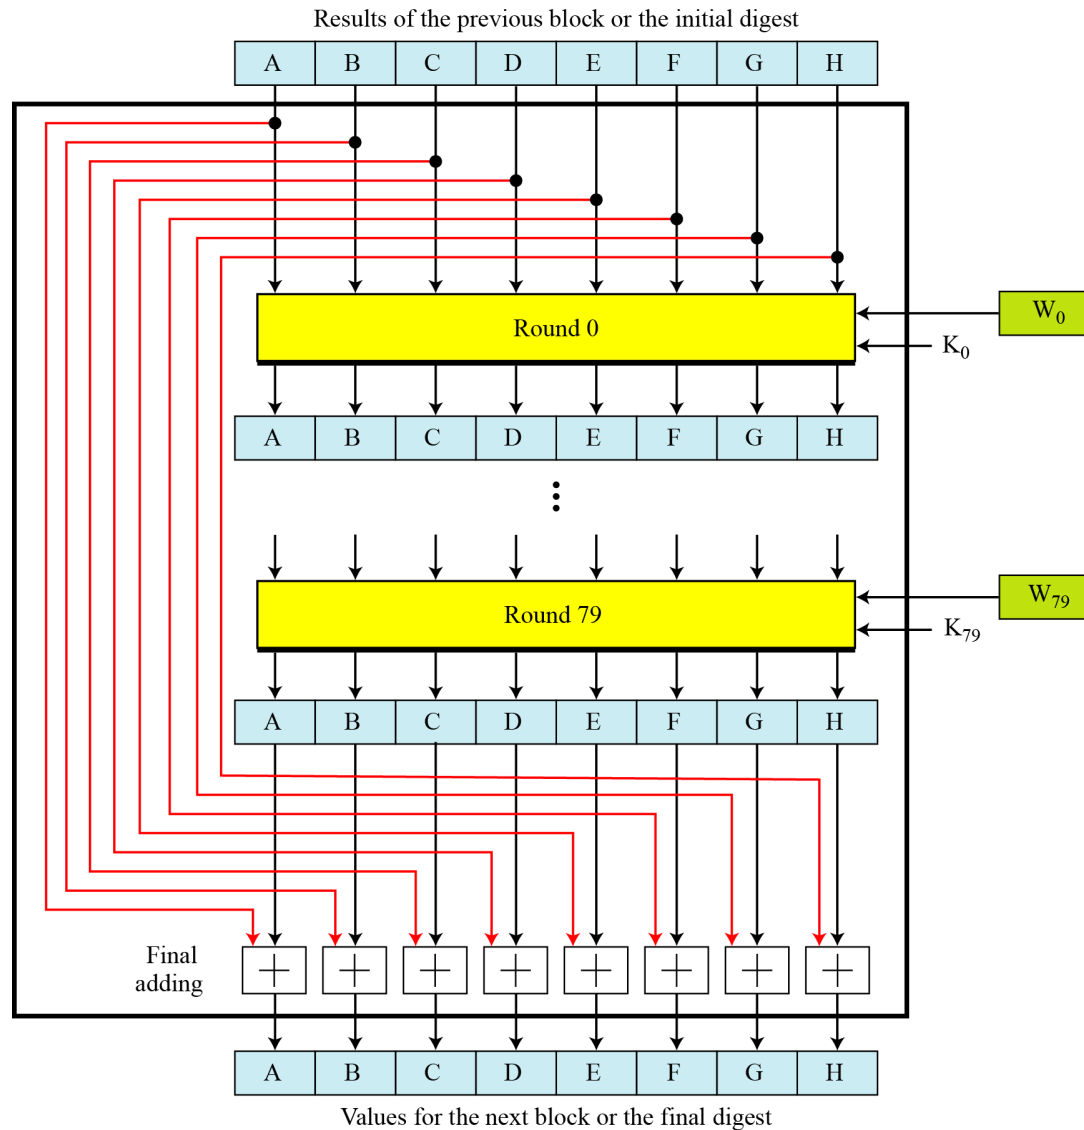 Results of the previous block or the initial digest
A B C D E F G H
Round 0
W0
K0
A B C D E F G H
Round 79
W79
K79
A B C D E F G H
Final
adding
A B C D E F G H
Values for the next block or the final digest